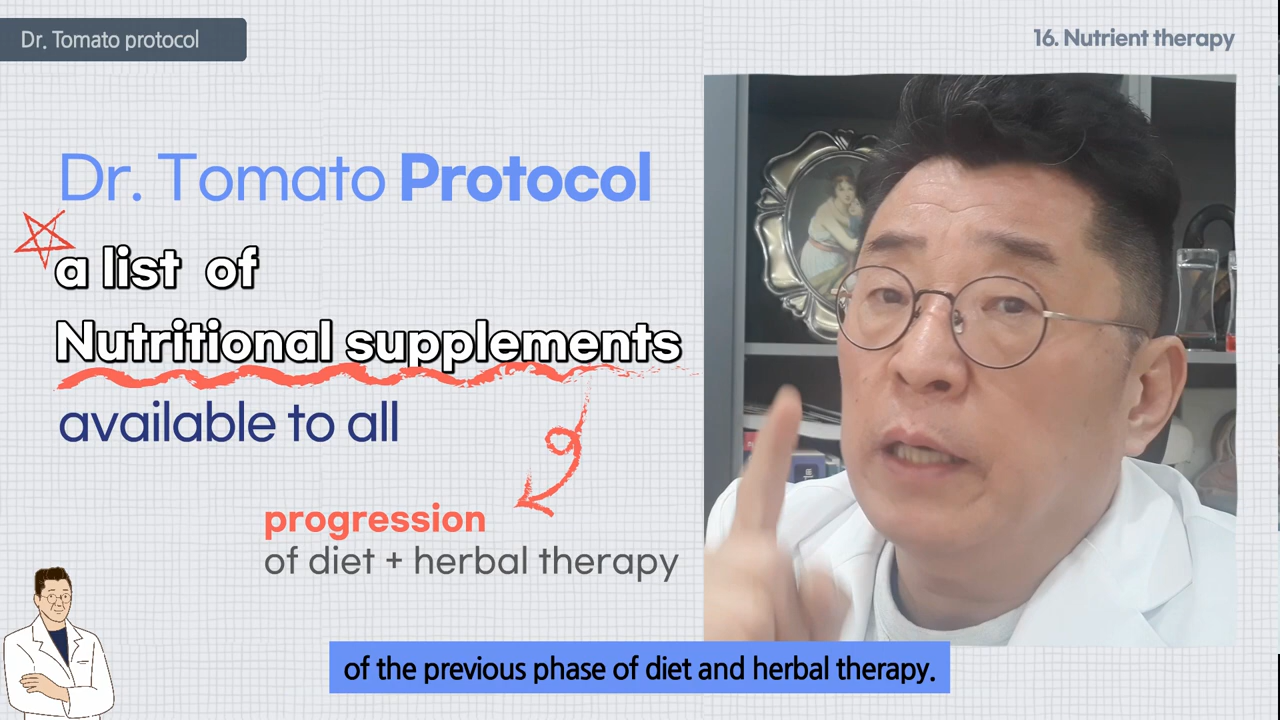 Dr. Tomato protocol
16. Nutrient therapy
Dr. Tomato Protocol
a list of
Nutritional supplements
available to all
progression
of diet + herbal therapy
of the previous phase of diet and herbal therapy.